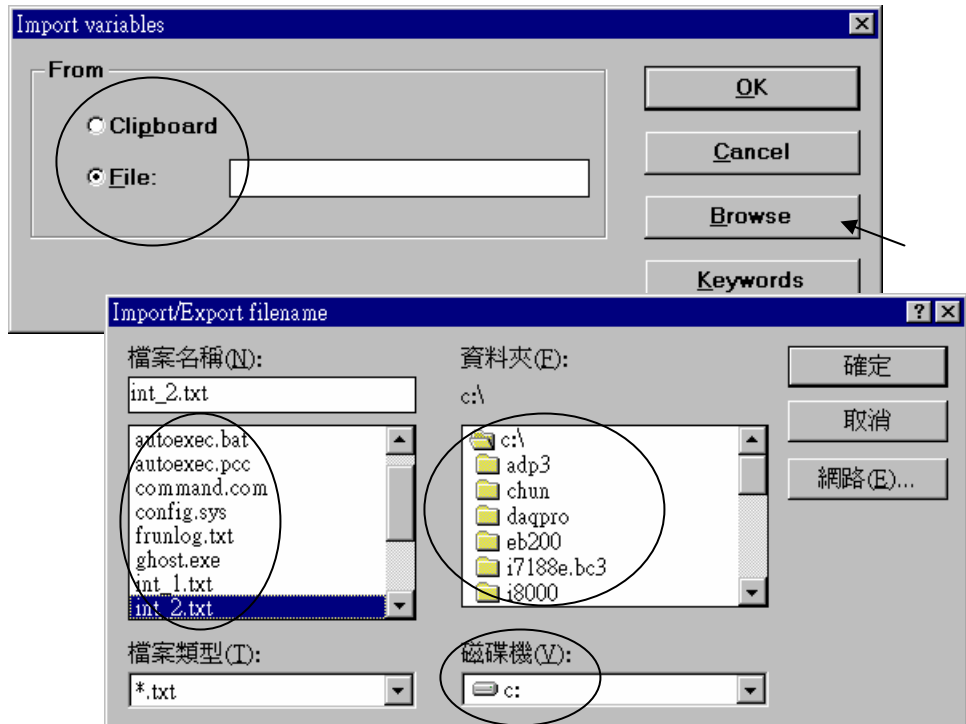 Import variables
From
Clipboard
File:
OK
Cancel
Browse
Keywords
Import/Export filename
檔案名稱(N):
int_2.txt
autoexec.bat
autoexec.pcc
command.com
config.sys
frunlog.txt
ghost.exe
int_1.txt
int_2.txt
檔案類型(T):
*.txt
資料夾(F):
c:\
c:\
adp3
chun
daqpro
eb200
i7188e.bc3
i8000
磁碟機(V):
c:
確定
取消
網路(E)...